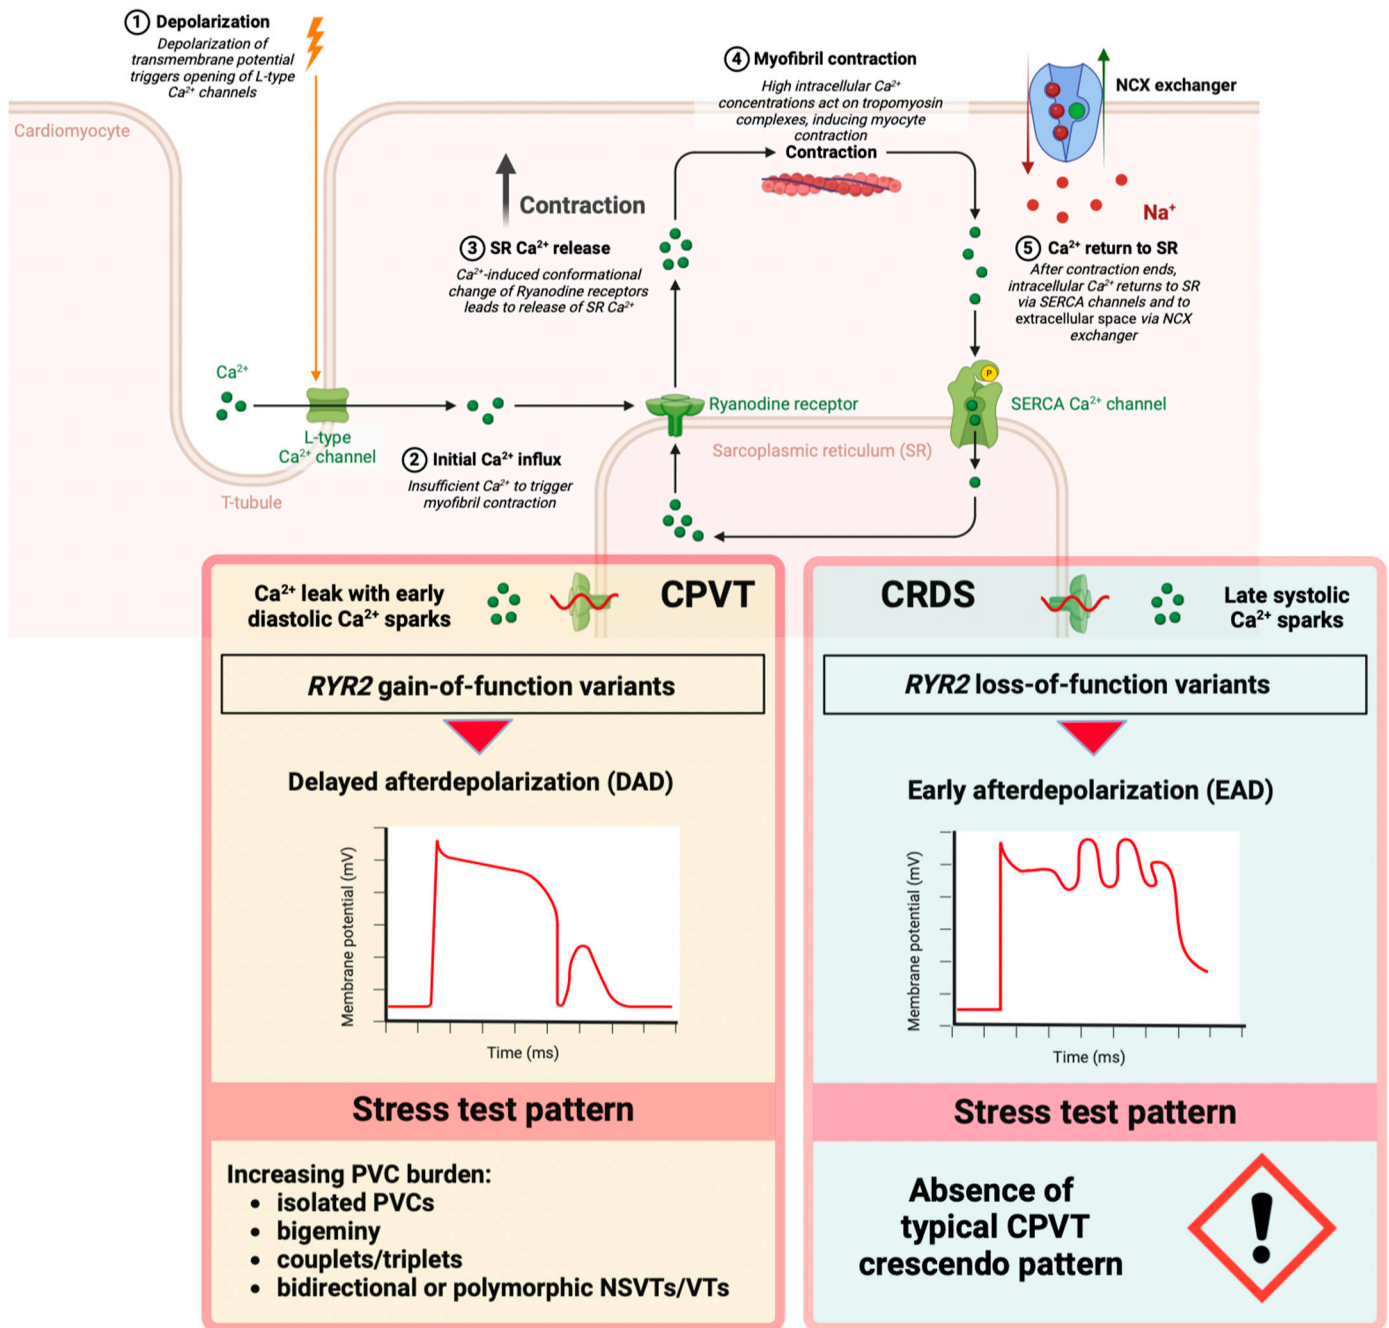 ① Depolarization
Depolarization of
transmembrane potential
triggers opening of L-type
Ca²⁺ channels
Cardiomyocyte
④ Myofibril contraction
High intracellular Ca²⁺
concentrations act on tropomyosin
complexes, inducing myocyte
contraction
Contraction
NCX exchanger
Na⁺
Contraction
③ SR Ca²⁺ release
Ca²⁺-induced conformational
change of Ryanodine receptors
leads to release of SR Ca²⁺
⑤ Ca²⁺ return to SR
After contraction ends,
intracellular Ca²⁺ returns to SR
via SERCA channels and to
extracellular space via NCX
exchanger
Ca²⁺
L-type
Ca²⁺ channel
T-tubule
② Initial Ca²⁺ influx
Insufficient Ca²⁺ to trigger
myofibril contraction
Ryanodine receptor
P
SERCA Ca²⁺ channel
Sarcoplasmic reticulum (SR)
Ca²⁺ leak with early
diastolic Ca²⁺ sparks
CPVT
RYR2 gain-of-function variants
Delayed afterdepolarization (DAD)
Membrane potential (mV)
Time (ms)
Stress test pattern
Increasing PVC burden:
• isolated PVCs
• bigeminy
• couplets/triplets
• bidirectional or polymorphic NSVTs/VTs
CRDS
Late systolic
Ca²⁺ sparks
RYR2 loss-of-function variants
Early afterdepolarization (EAD)
Membrane potential (mV)
Time (ms)
Stress test pattern
Absence of
typical CPVT
crescendo pattern
!